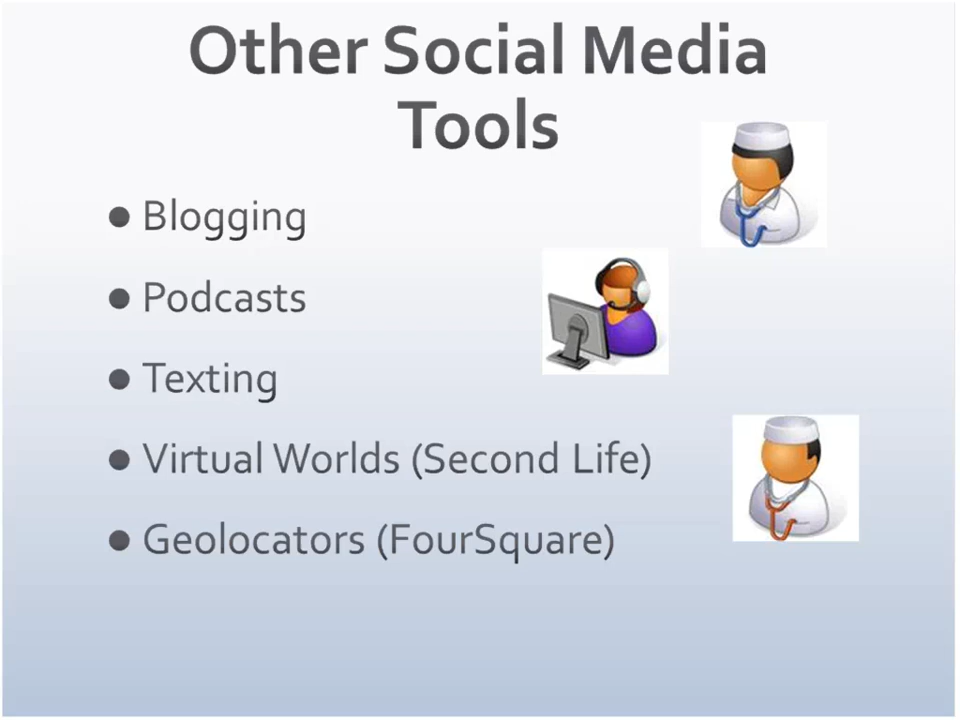 Other Social Media
Tools
● Blogging
● Podcasts
● Texting
● Virtual Worlds (Second Life)
● Geolocators (FourSquare)